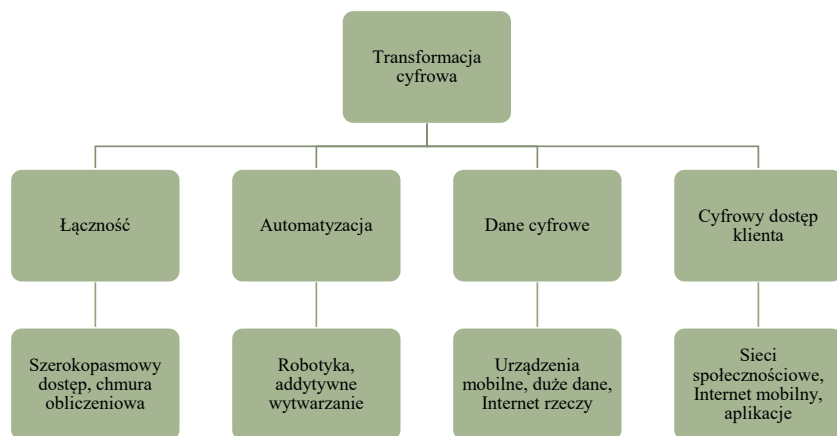 Transformacja
cyfrowa
Łączność
Automatyzacja
Dane cyfrowe
Cyfrowy dostęp
klienta
Szerokopasmowy
dostęp, chmura
obliczeniowa
Robotyka,
addytywne
wytwarzanie
Urządzenia
mobilne, duże dane,
Internet rzeczy
Sieci
społecznościowe,
Internet mobilny,
aplikacje